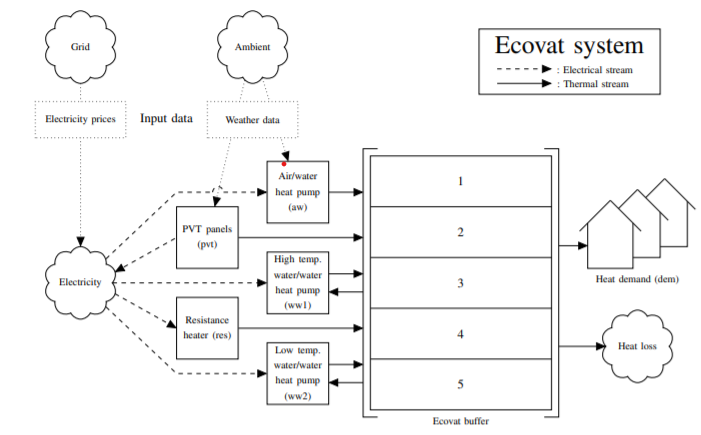 Grid
Ambient
Ecovat system
: Electrical stream
: Thermal stream
Electricity prices
Input data
Weather data
Air/water
heat pump
(aw)
1
PVT panels
(pvt)
2
High temp.
water/water
heat pump
(ww1)
3
Electricity
Heat demand (dem)
Resistance
heater (res)
4
Heat loss
Low temp.
water/water
heat pump
(ww2)
5
Ecovat buffer